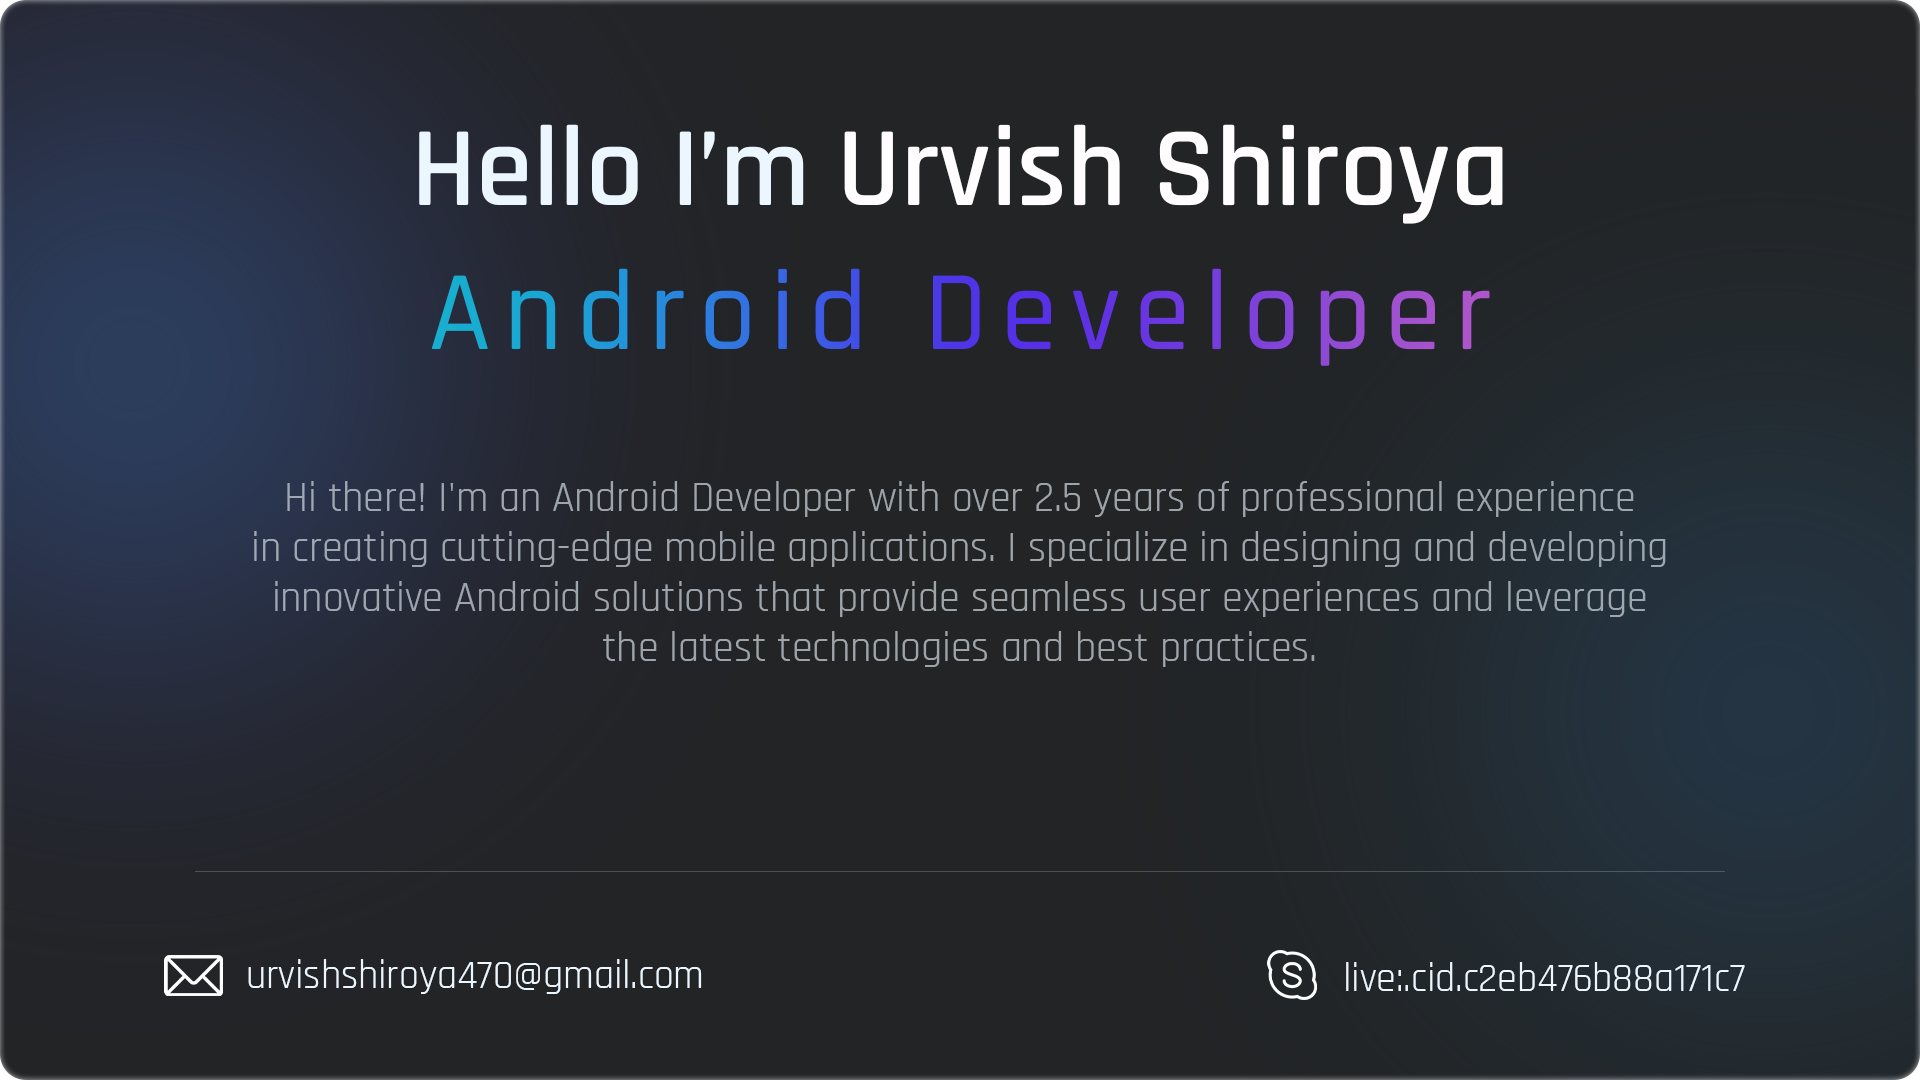 Hello I’m Urvish Shiroya
Android Developer
Hi there! I'm an Android Developer with over 2.5 years of professional experience
in creating cutting-edge mobile applications. I specialize in designing and developing
innovative Android solutions that provide seamless user experiences and leverage
the latest technologies and best practices.
urvishshiroya470@gmail.com
live:.cid.c2eb476b88a171c7